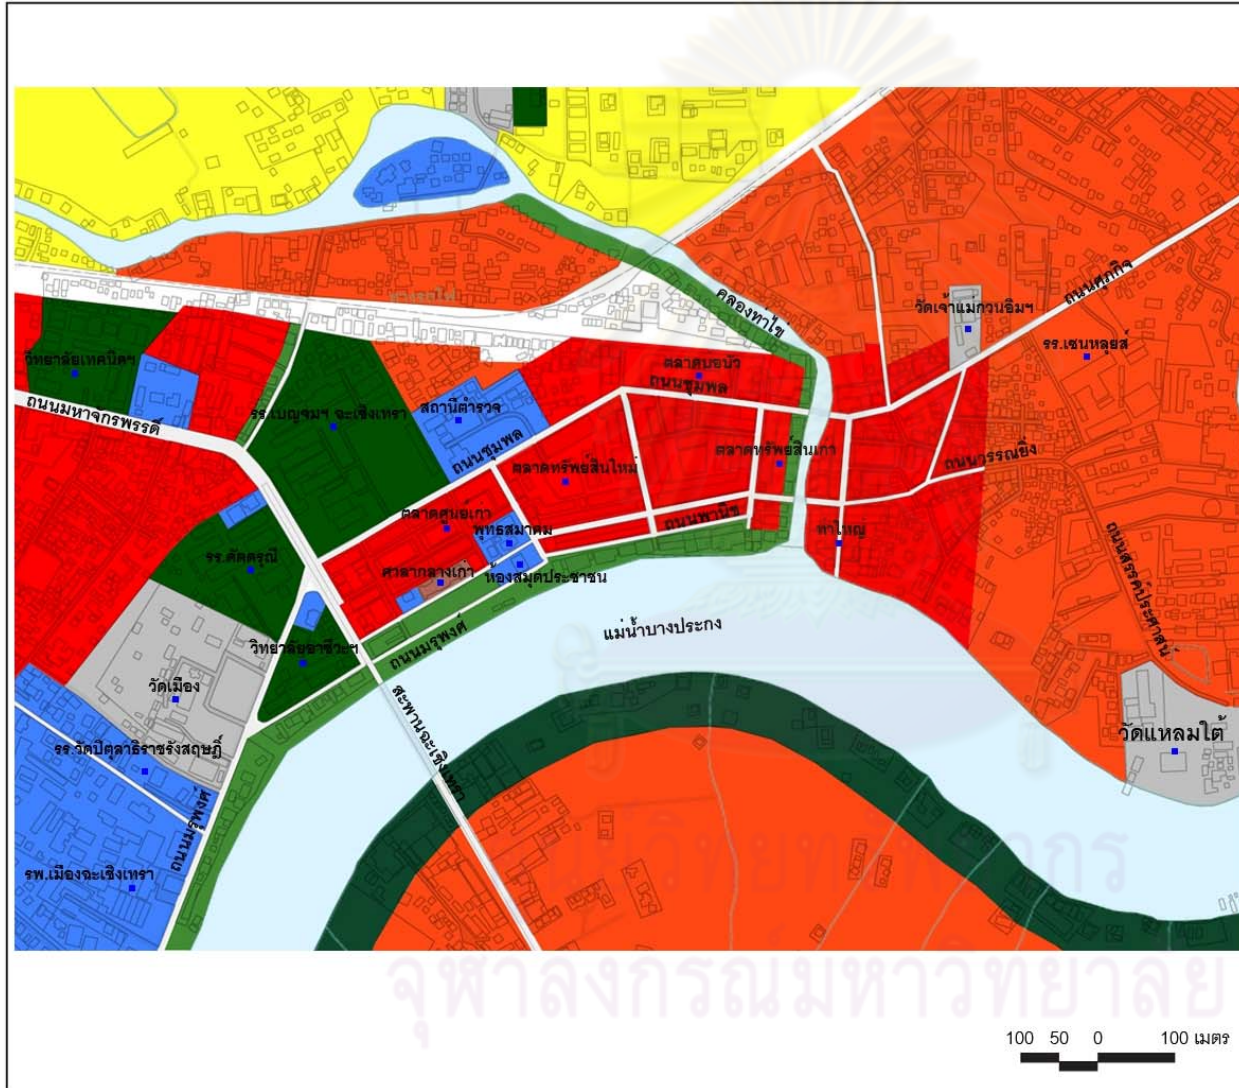 คลองท่าไข่
ถนนศุภกิจ
วัดเจ้าแม่กวนอิมฯ
รร.เซนหลุยส์
วิทยาลัยเทคนิคฯ
ตลาดบ่อบัว
ถนนชุมพล
ถนนมหาจักรพรรดิ์
รร.เบญจมฯ ฉะเชิงเทรา
สถานีตำรวจ
ถนนชุมพล
ตลาดทรัพย์สินเก่า
ถนนวรรณยิ่ง
ตลาดทรัพย์สินใหม่
ตลาดศูนย์เก่า
ถนนพานิช
พุทธสมาคม
ท่าใหญ่
รร.ดัดดรุณี
ศาลากลางเก่า
ห้องสมุดประชาชน
ถนนสรรค์ประศาสน์
แม่น้ำบางประกง
วิทยาลัยอาชีวะฯ
ถนนมรุพงศ์
วัดเมือง
สะพานฉะเชิงเทรา
วัดแหลมใต้
รร.วัดปิตุลาธิราชรังสฤษฎิ์
ถนนมรุพงศ์
รพ.เมืองฉะเชิงเทรา
จุฬาลงกรณ์มหาวิทยาลัย
100 50 0 100 เมตร